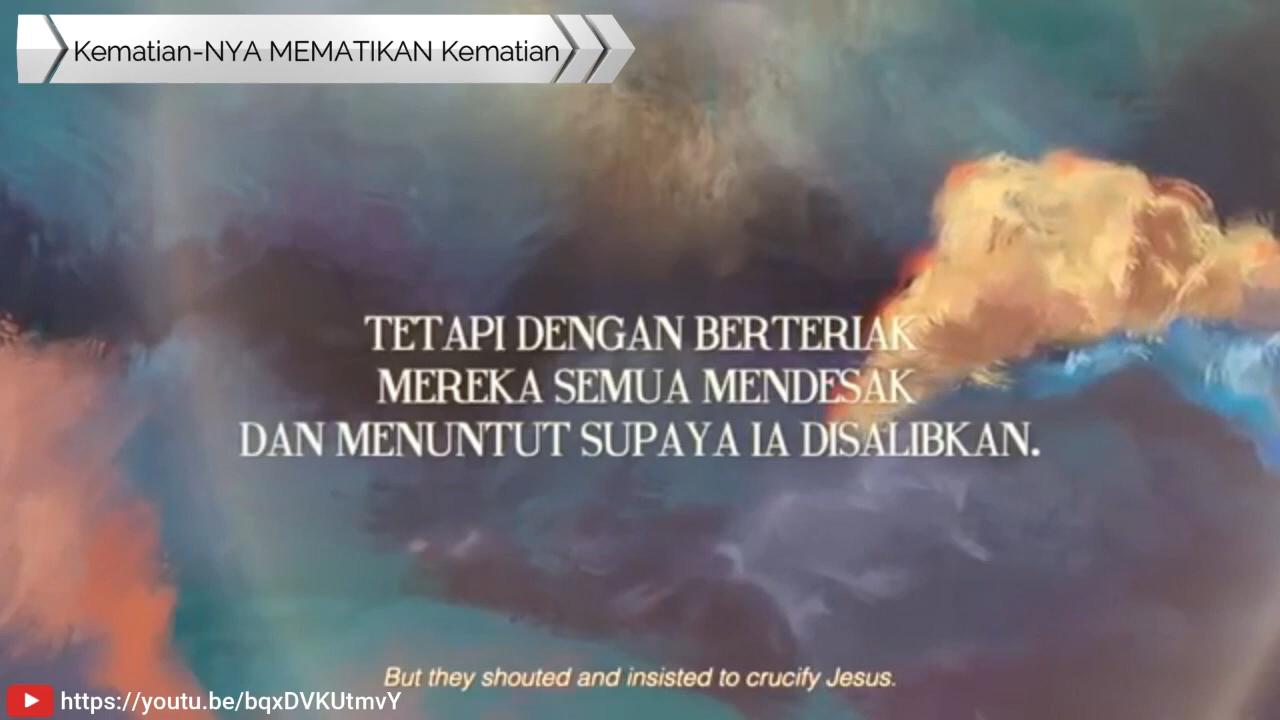 Kematian-NYA MEMATIKAN Kematian
TETAPI DENGAN BERTERIAK
MEREKA SEMUA MENDESAK
DAN MENUNTUT SUPAYA IA DISALIBKAN.
But they shouted and insisted to crucify Jesus.
https://youtu.be/bqxDVKUtmvY